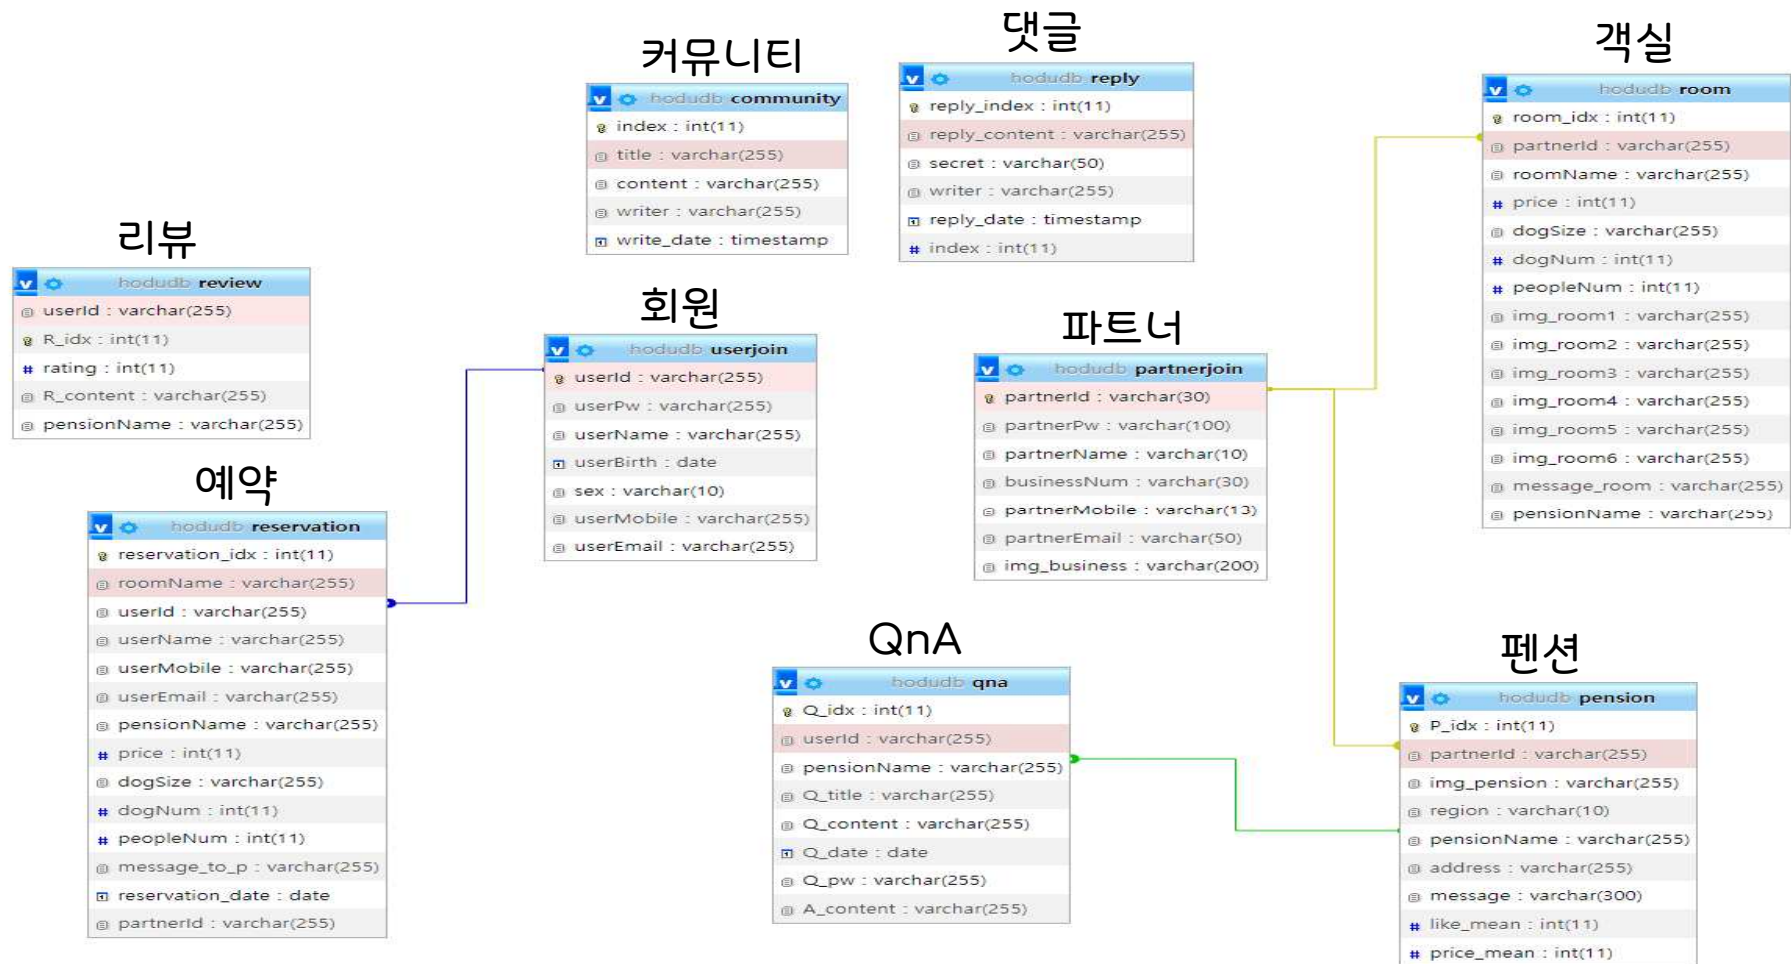 커뮤니티
hodudb community
index : int(11)
title : varchar(255)
content : varchar(255)
writer : varchar(255)
write_date : timestamp
댓글
hodudb reply
reply_index : int(11)
reply_content : varchar(255)
secret : varchar(50)
writer : varchar(255)
reply_date : timestamp
index : int(11)
객실
hodudb room
room_idx : int(11)
partnerId : varchar(255)
roomName : varchar(255)
price : int(11)
dogSize : varchar(255)
dogNum : int(11)
peopleNum : int(11)
img_room1 : varchar(255)
img_room2 : varchar(255)
img_room3 : varchar(255)
img_room4 : varchar(255)
img_room5 : varchar(255)
img_room6 : varchar(255)
message_room : varchar(255)
pensionName : varchar(255)
리뷰
hodudb review
userId : varchar(255)
R_idx : int(11)
rating : int(11)
R_content : varchar(255)
pensionName : varchar(255)
회원
hodudb userjoin
userId : varchar(255)
userPw : varchar(255)
userName : varchar(255)
userBirth : date
sex : varchar(10)
userMobile : varchar(255)
userEmail : varchar(255)
파트너
hodudb partnerjoin
partnerId : varchar(30)
partnerPw : varchar(100)
partnerName : varchar(10)
businessNum : varchar(30)
partnerMobile : varchar(13)
partnerEmail : varchar(50)
img_business : varchar(200)
예약
hodudb reservation
reservation_idx : int(11)
roomName : varchar(255)
userId : varchar(255)
userName : varchar(255)
userMobile : varchar(255)
userEmail : varchar(255)
pensionName : varchar(255)
price : int(11)
dogSize : varchar(255)
dogNum : int(11)
peopleNum : int(11)
message_to_p : varchar(255)
reservation_date : date
partnerId : varchar(255)
QnA
hodudb qna
Q_idx : int(11)
userId : varchar(255)
pensionName : varchar(255)
Q_title : varchar(255)
Q_content : varchar(255)
Q_date : date
Q_pw : varchar(255)
A_content : varchar(255)
펜션
hodudb pension
P_idx : int(11)
partnerId : varchar(255)
img_pension : varchar(255)
region : varchar(10)
pensionName : varchar(255)
address : varchar(255)
message : varchar(300)
like_mean : int(11)
price_mean : int(11)